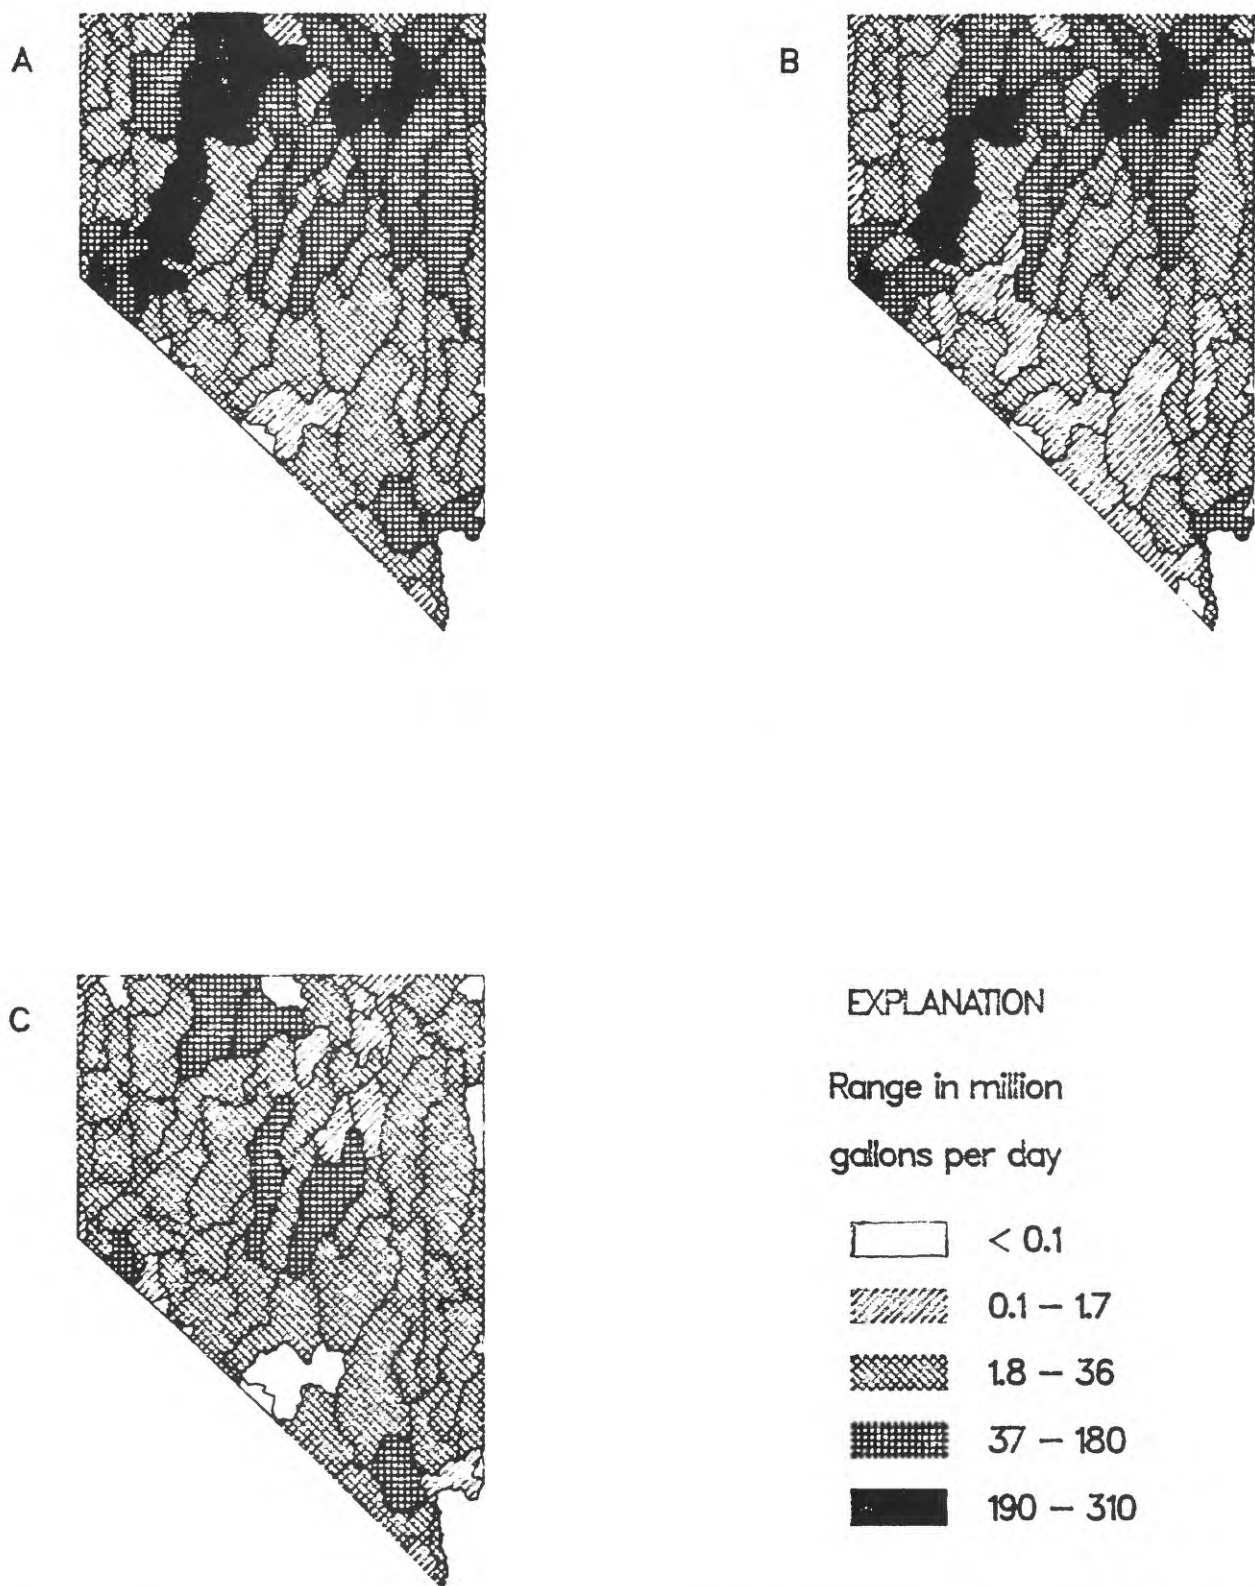 A
B
C
EXPLANATION
Range in million
gallons per day
< 0.1
0.1 – 1.7
1.8 – 36
37 – 180
190 – 310